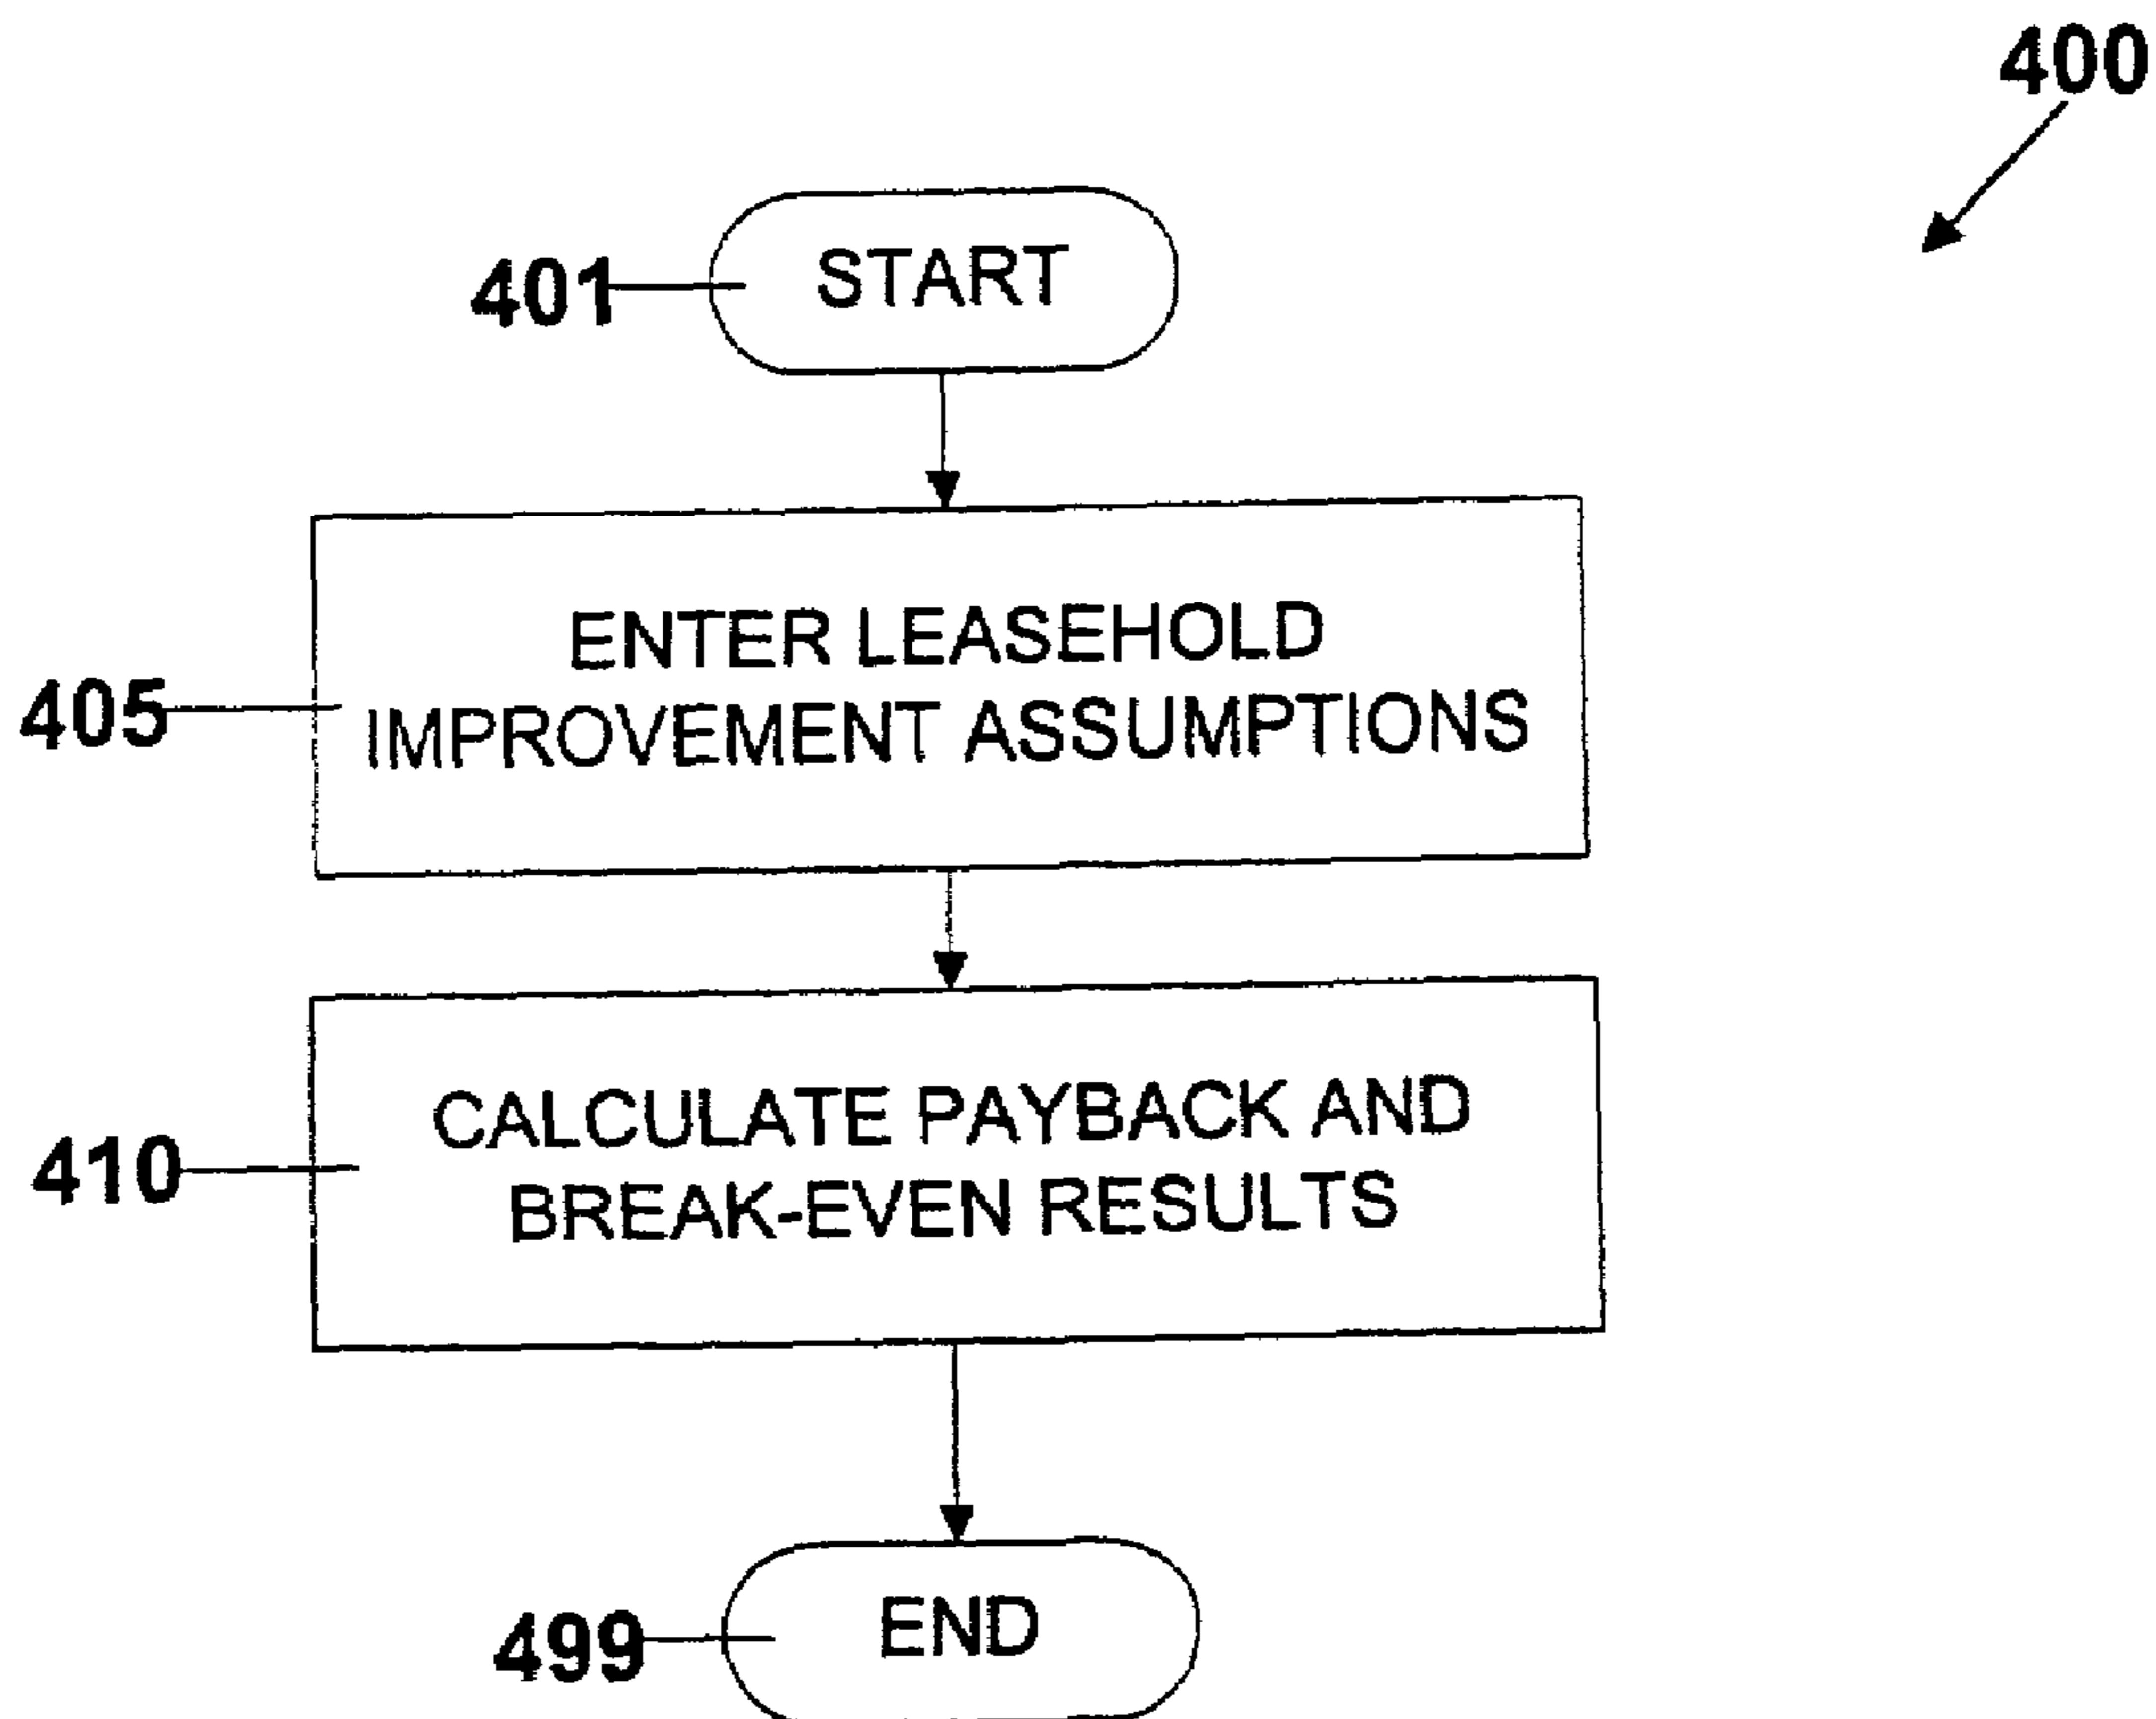 400
401
START
ENTER LEASEHOLD
405
IMPROVEMENT ASSUMPTIONS
CALCULATE PAYBACK AND
410
BREAK-EVEN RESULTS
499
END